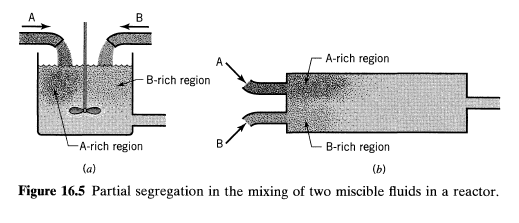 A B
B-rich region
A-rich region
(a)
A
A-rich region
B
B-rich region
(b)
Figure 16.5 Partial segregation in the mixing of two miscible fluids in a reactor.